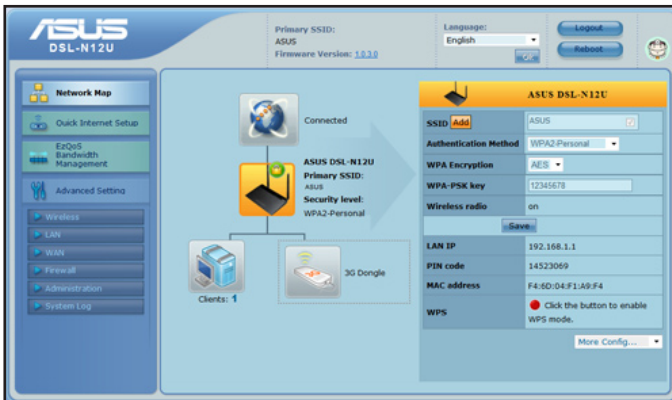 ASUS
DSL-N12U
Primary SSID:
ASUS
Firmware Version: 1.0.3.0
Language:
English
Logout
Reboot
Network Map
Quick Internet Setup
EzQoS
Bandwidth
Management
Advanced Setting
Wireless
LAN
WAN
Firewall
Administration
System Log
Connected
ASUS DSL-N12U
Primary SSID:
ASUS
Security level:
WPA2-Personal
Clients: 1
3G Dongle
ASUS DSL-N12U
SSID Add ASUS
Authentication Method WPA2-Personal
WPA Encryption AES
WPA-PSK key 12345678
Wireless radio on
Save
LAN IP 192.168.1.1
PIN code 14523069
MAC address F4:6D:04:F1:A9:F4
WPS Click the button to enable
WPS mode.
More Config...